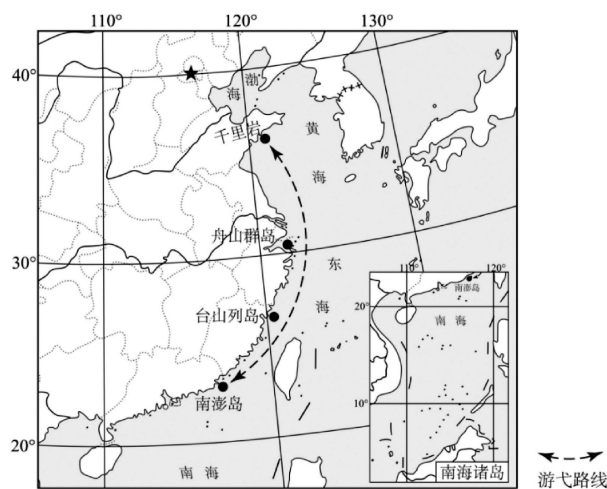 110°
120°
130°
40°
30°
20°
渤
海
千里岩
黄
海
舟山群岛
东
海
台山列岛
南澎岛
南 海
110°
120°
南澎岛
20°
南 海
10°
南海诸岛
游弋路线